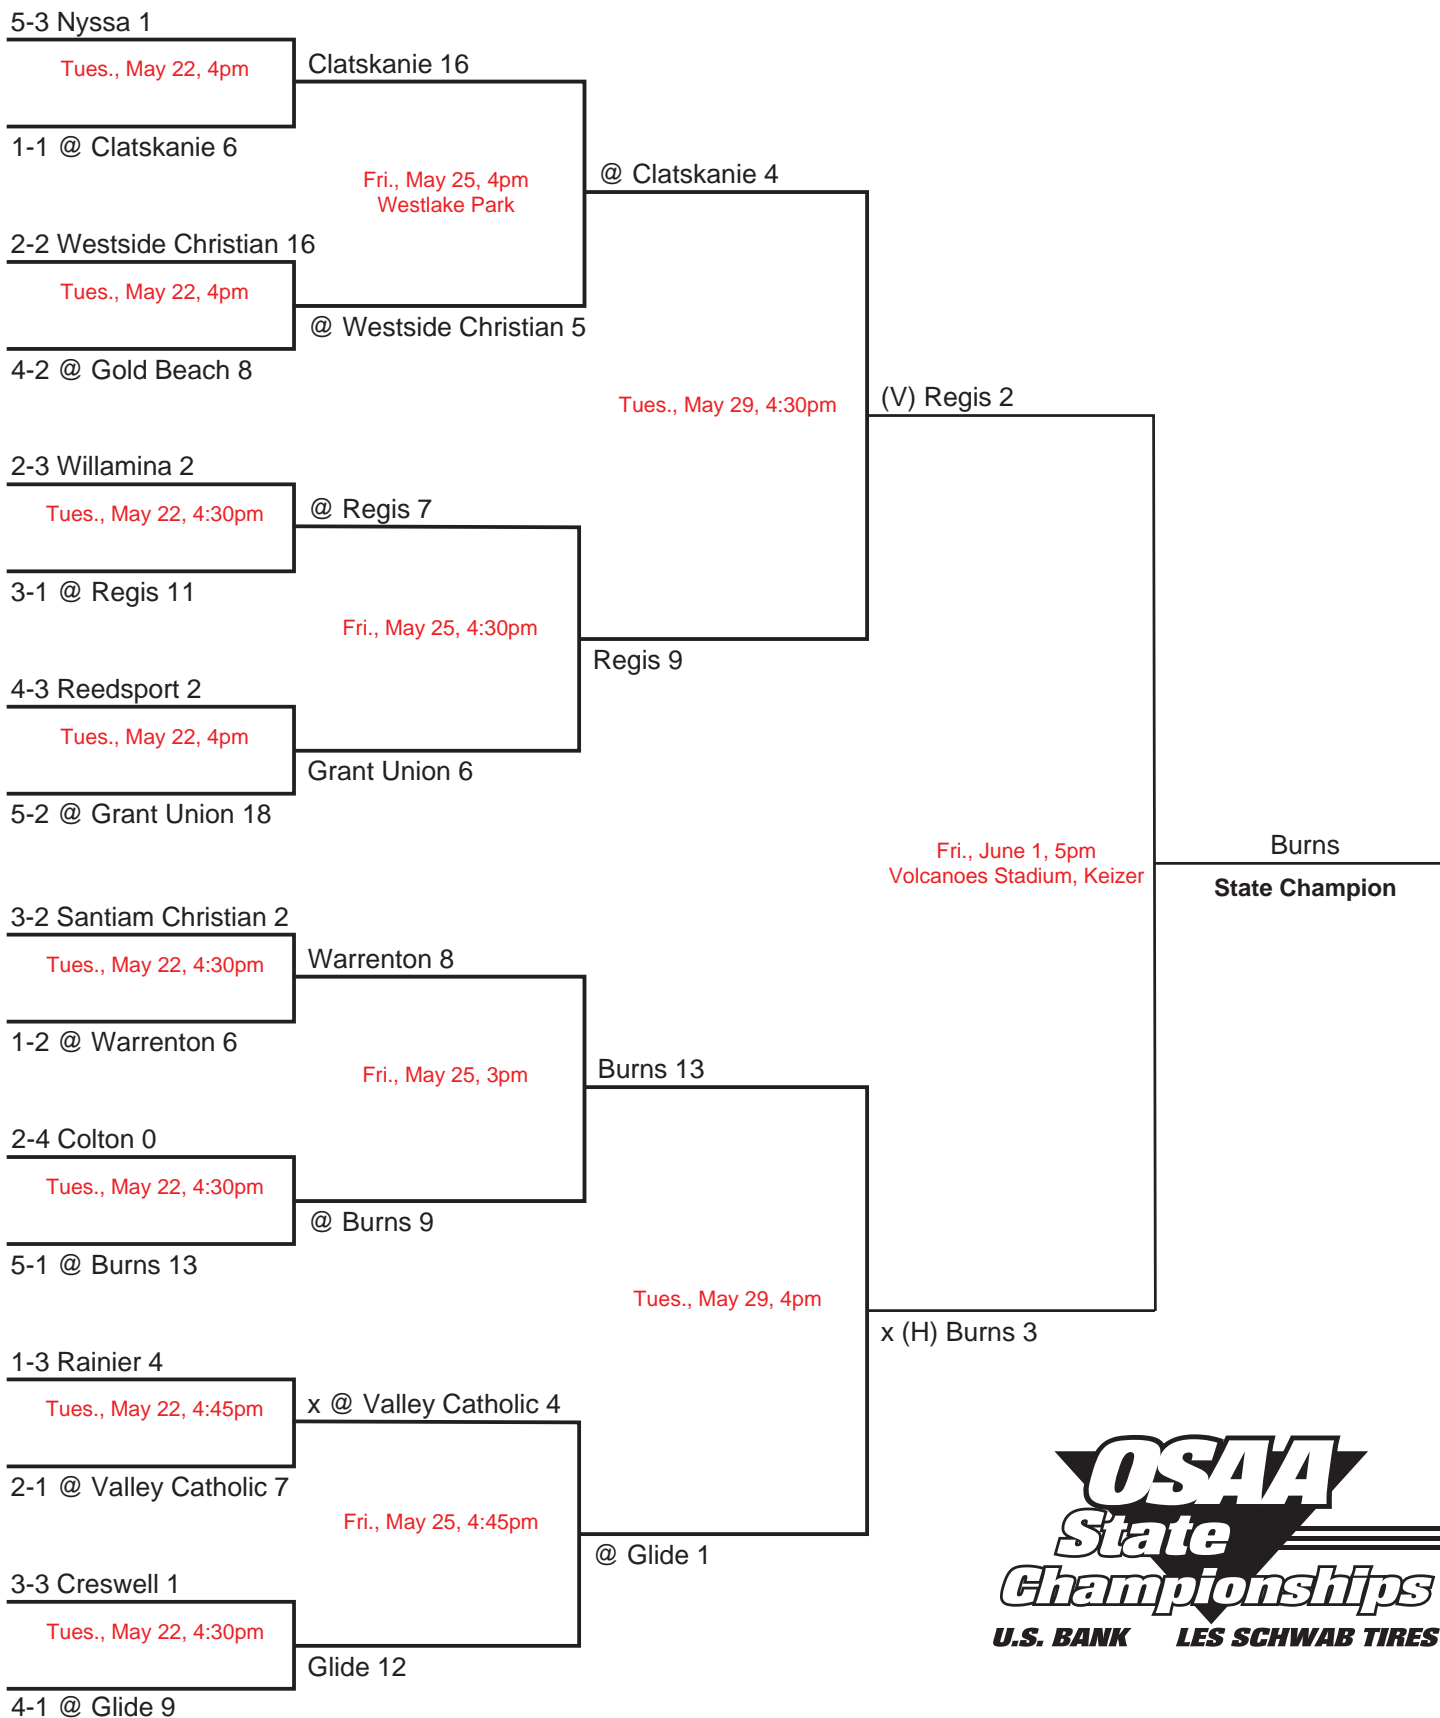 5-3 Nyssa 1
Tues., May 22, 4pm
1-1 @ Clatskanie 6
2-2 Westside Christian 16
Tues., May 22, 4pm
4-2 @ Gold Beach 8
2-3 Willamina 2
Tues., May 22, 4:30pm
3-1 @ Regis 11
4-3 Reedsport 2
Tues., May 22, 4pm
5-2 @ Grant Union 18
3-2 Santiam Christian 2
Tues., May 22, 4:30pm
1-2 @ Warrenton 6
2-4 Colton 0
Tues., May 22, 4:30pm
5-1 @ Burns 13
1-3 Rainier 4
Tues., May 22, 4:45pm
2-1 @ Valley Catholic 7
3-3 Creswell 1
Tues., May 22, 4:30pm
4-1 @ Glide 9
Clatskanie 16
Fri., May 25, 4pm
Westlake Park
@ Westside Christian 5
@ Regis 7
Fri., May 25, 4:30pm
Grant Union 6
Warrenton 8
Fri., May 25, 3pm
@ Burns 9
x @ Valley Catholic 4
Fri., May 25, 4:45pm
Glide 12
@ Clatskanie 4
Tues., May 29, 4:30pm
Regis 9
Burns 13
Tues., May 29, 4pm
@ Glide 1
(V) Regis 2
Fri., June 1, 5pm
Volcanoes Stadium, Keizer
x (H) Burns 3
Burns
State Champion
OSAA
State
Championships
U.S. BANK LES SCHWAB TIRES